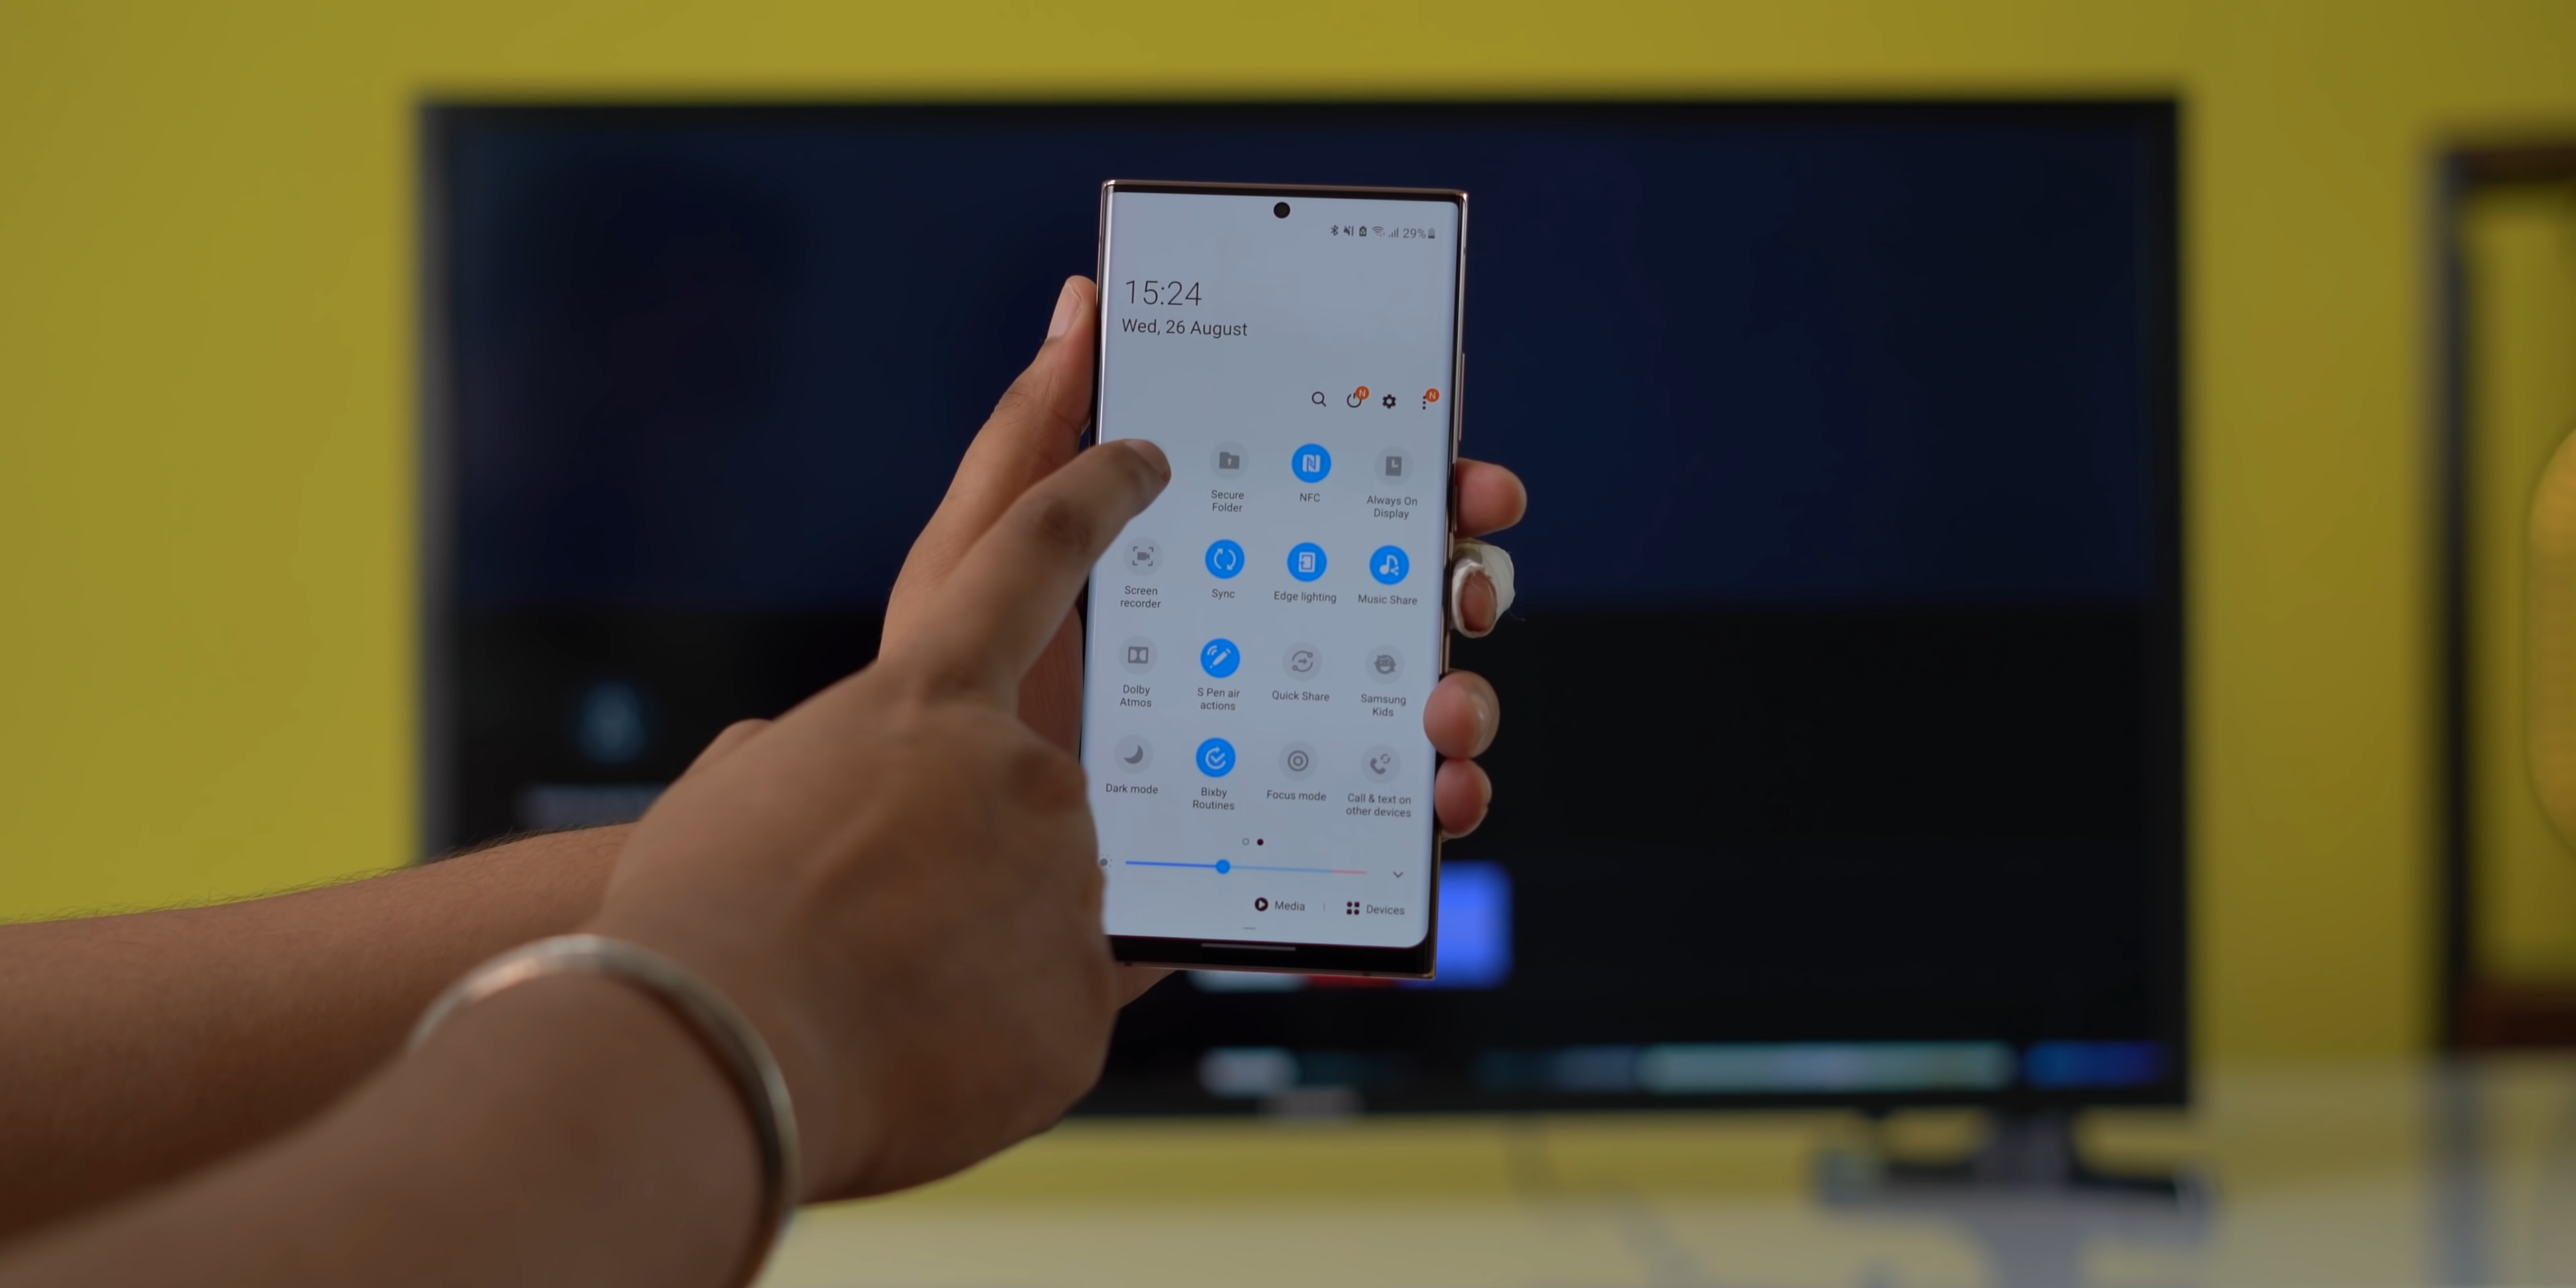 29%
15:24
Wed, 26 August
N
N
Secure
Folder
NFC
Always On
Display
Screen
recorder
Sync
Edge lighting
Music Share
Dolby
Atmos
S Pen air
actions
Quick Share
Samsung
Kids
Dark mode
Bixby
Routines
Focus mode
Call & text on
other devices
Media
Devices